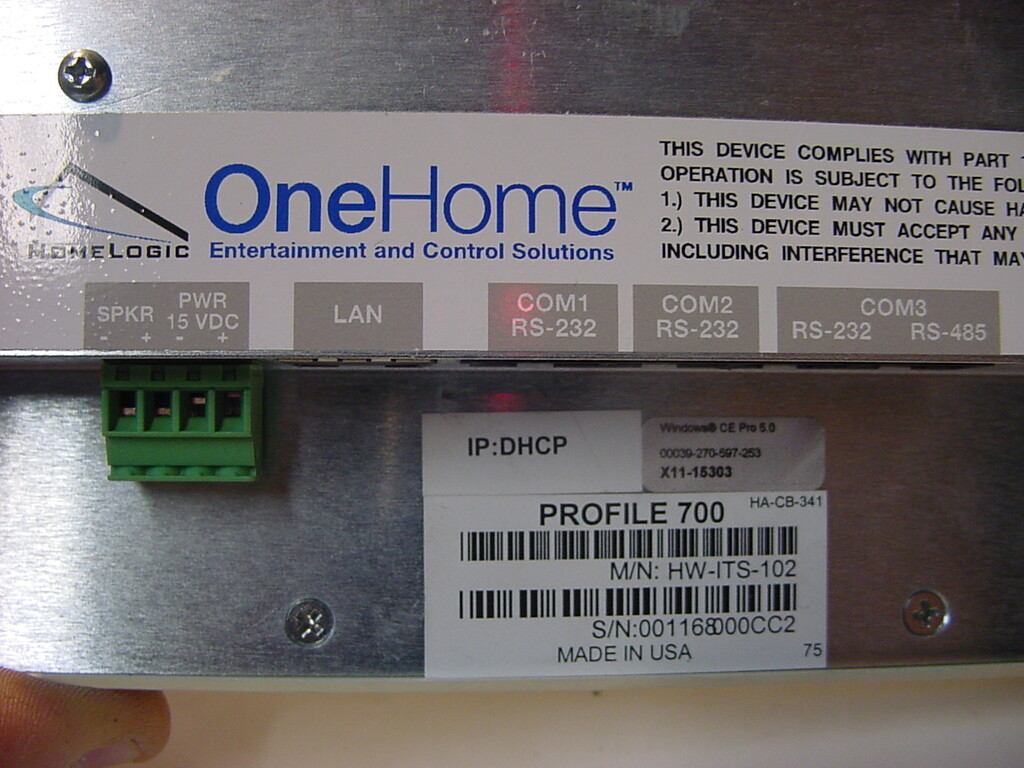 HOMELOGIC
OneHome™
Entertainment and Control Solutions
THIS DEVICE COMPLIES WITH PART
OPERATION IS SUBJECT TO THE
1.) THIS DEVICE MAY NOT CAUSE
2.) THIS DEVICE MUST ACCEPT ANY
INCLUDING INTERFERENCE THAT MAY
SPKR
- +
PWR
15 VDC
- +
LAN
COM1
RS-232
COM2
RS-232
COM3
RS-232 RS-485
IP:DHCP
Windows® CE Pro 5.0
00039-270-597-253
X11-15303
HA-CB-341
PROFILE 700
M/N: HW-ITS-102
S/N:001168000CC2
MADE IN USA
75